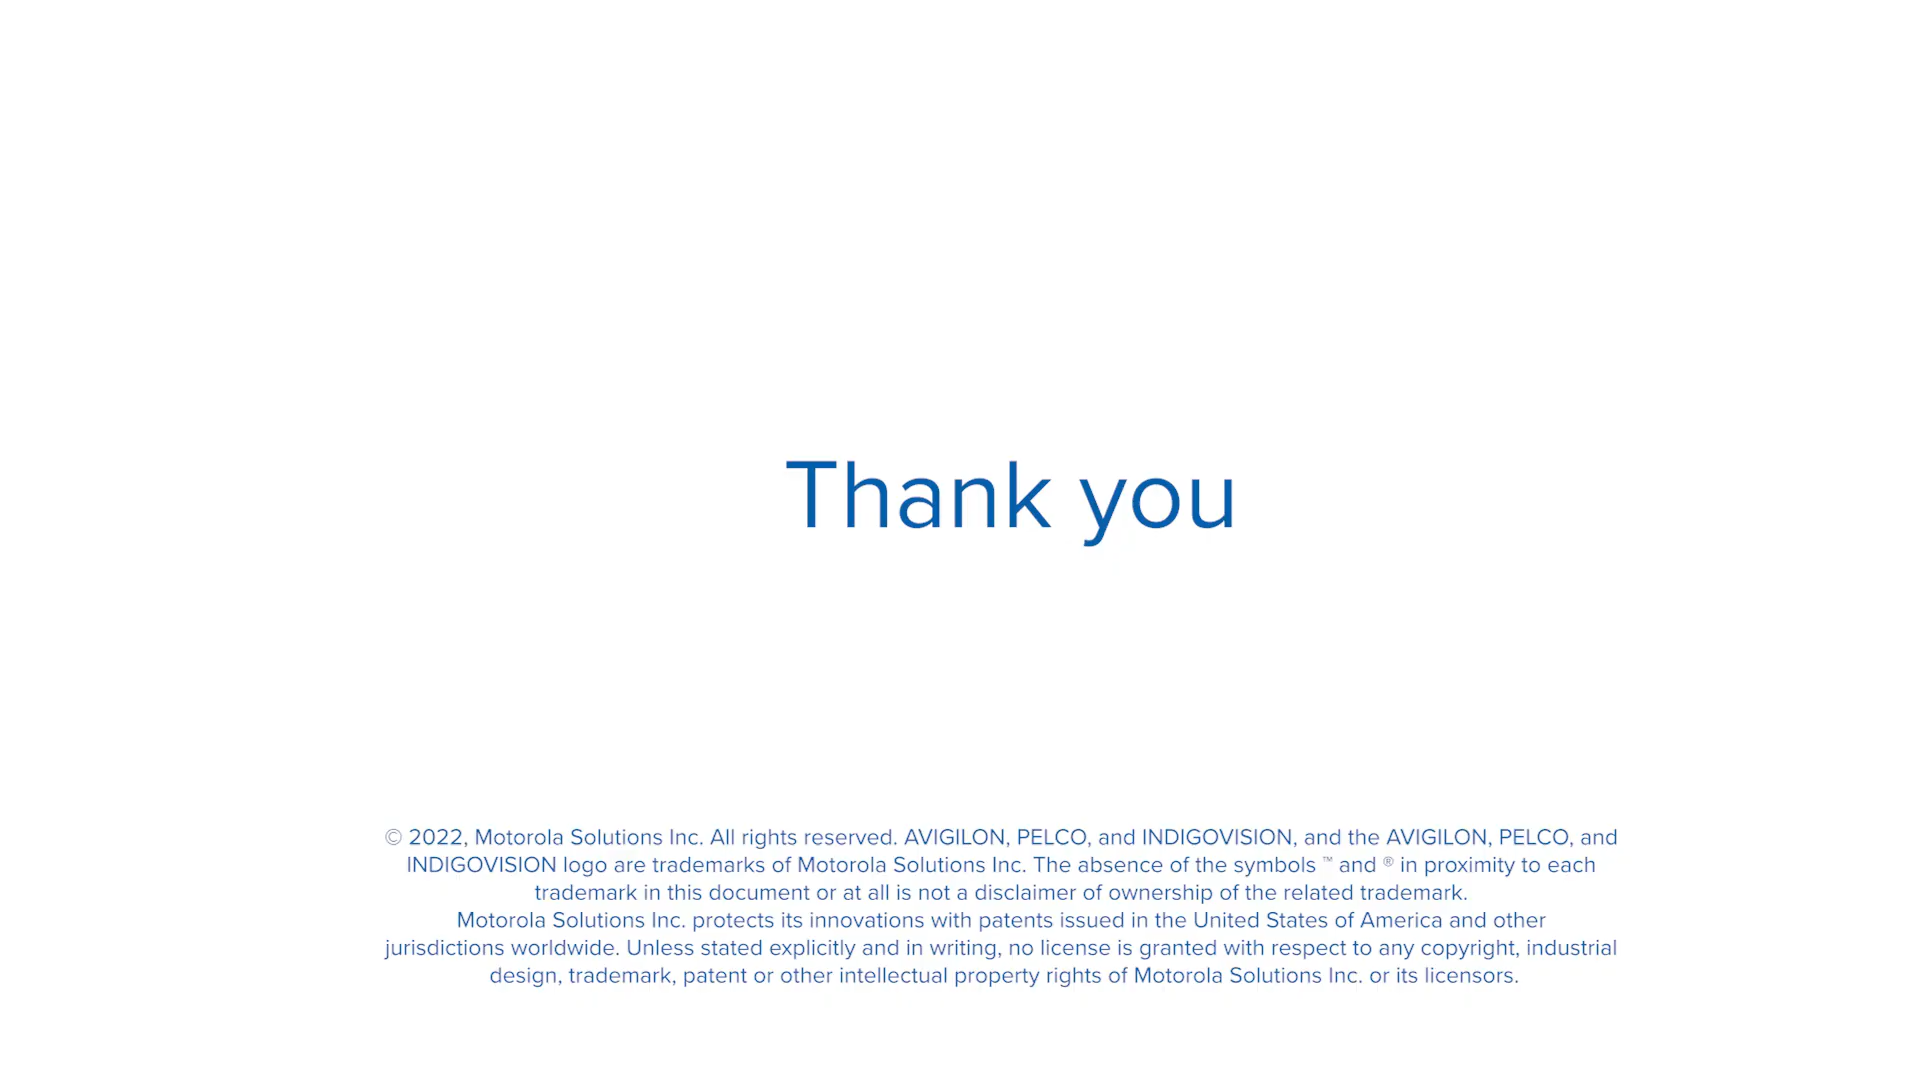 Thank you
© 2022, Motorola Solutions Inc. All rights reserved. AVIGILON, PELCO, and INDIGOVISION, and the AVIGILON, PELCO, and
INDIGOVISION logo are trademarks of Motorola Solutions Inc. The absence of the symbols ™ and ® in proximity to each
trademark in this document or at all is not a disclaimer of ownership of the related trademark.
Motorola Solutions Inc. protects its innovations with patents issued in the United States of America and other
jurisdictions worldwide. Unless stated explicitly and in writing, no license is granted with respect to any copyright, industrial
design, trademark, patent or other intellectual property rights of Motorola Solutions Inc. or its licensors.